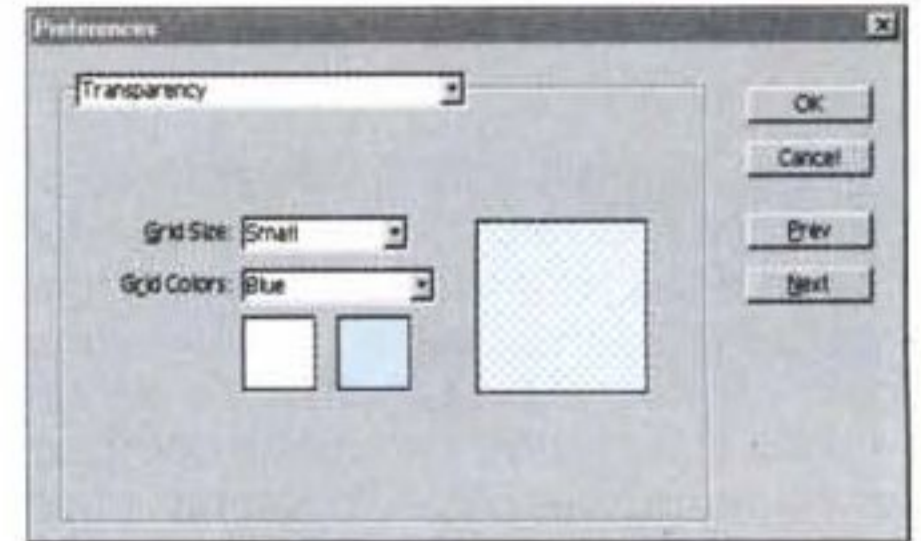 Preferences
Transparency
OK
Cancel
Grid Size: Small
Prev
Grid Colors: Blue
Next